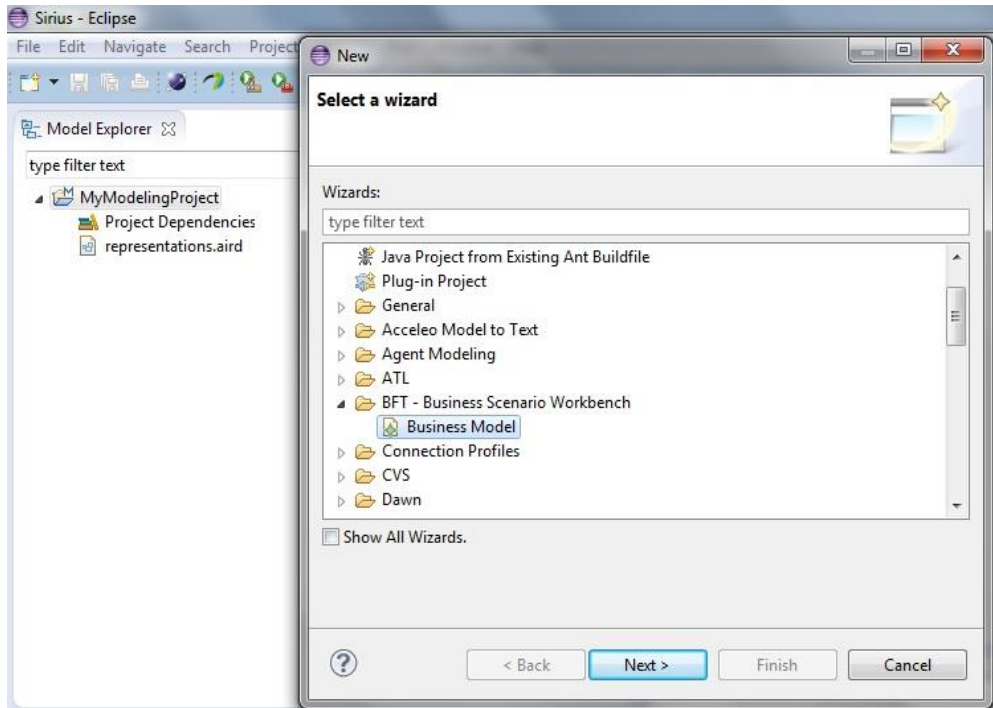 Sirius - Eclipse
File Edit Navigate Search Project
Model Explorer
type filter text
MyModelingProject
Project Dependencies
representations.aird
New
Select a wizard
Wizards:
type filter text
Java Project from Existing Ant Buildfile
Plug-in Project
General
Acceleo Model to Text
Agent Modeling
ATL
BFT - Business Scenario Workbench
Business Model
Connection Profiles
CVS
Dawn
Show All Wizards.
< Back Next > Finish Cancel